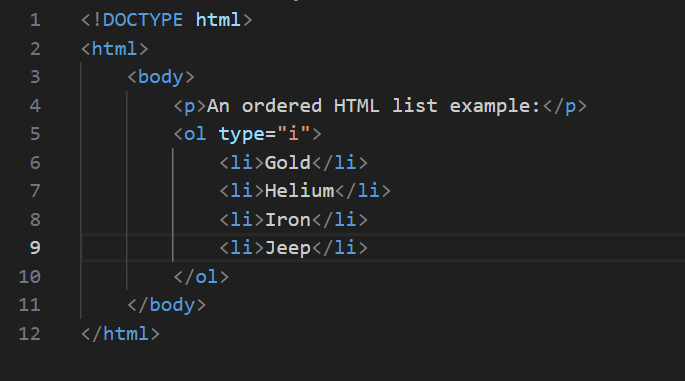 1 <!DOCTYPE html>
2 <html>
3     <body>
4         <p>An ordered HTML list example:</p>
5         <ol type="i">
6             <li>Gold</li>
7             <li>Helium</li>
8             <li>Iron</li>
9             <li>Jeep</li>
10         </ol>
11     </body>
12 </html>